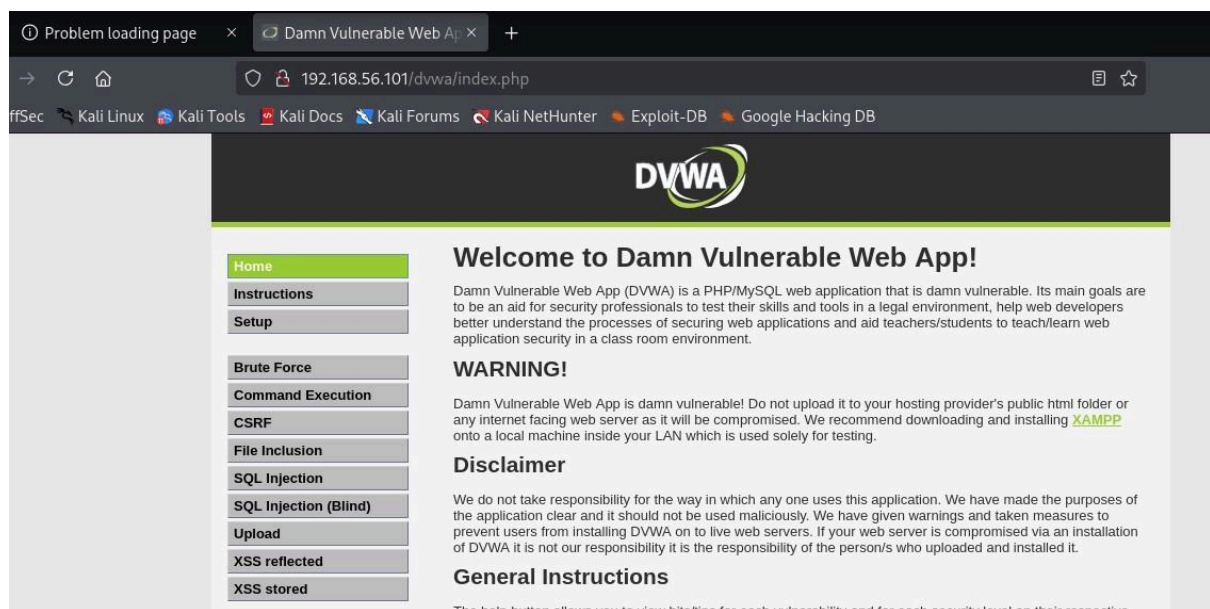 Problem loading page
Damn Vulnerable Web Ap
192.168.56.101/dvwa/index.php
ffSec Kali Linux Kali Tools Kali Docs Kali Forums Kali NetHunter Exploit-DB Google Hacking DB
DVWA
Home
Instructions
Setup
Brute Force
Command Execution
CSRF
File Inclusion
SQL Injection
SQL Injection (Blind)
Upload
XSS reflected
XSS stored
Welcome to Damn Vulnerable Web App!
Damn Vulnerable Web App (DVWA) is a PHP/MySQL web application that is damn vulnerable. Its main goals are
to be an aid for security professionals to test their skills and tools in a legal environment, help web developers
better understand the processes of securing web applications and aid teachers/students to teach/learn web
application security in a class room environment.
WARNING!
Damn Vulnerable Web App is damn vulnerable! Do not upload it to your hosting provider's public html folder or
any internet facing web server as it will be compromised. We recommend downloading and installing XAMPP
onto a local machine inside your LAN which is used solely for testing.
Disclaimer
We do not take responsibility for the way in which any one uses this application. We have made the purposes of
the application clear and it should not be used maliciously. We have given warnings and taken measures to
prevent users from installing DVWA on to live web servers. If your web server is compromised via an installation
of DVWA it is not our responsibility it is the responsibility of the person/s who uploaded and installed it.
General Instructions